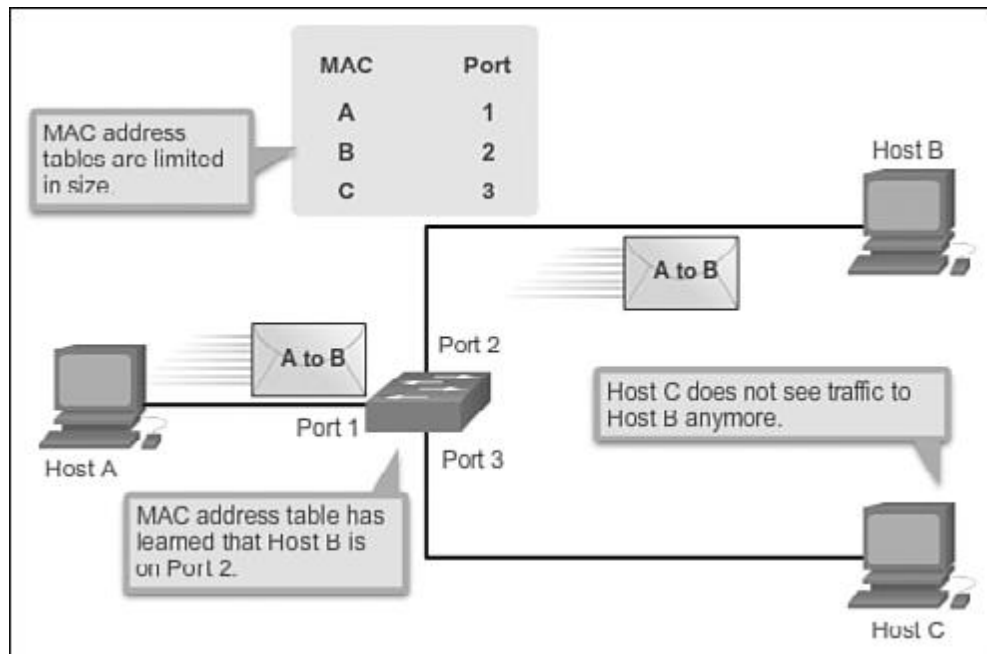 MAC Port
A 1
B 2
C 3
MAC address
tables are limited
in size.
Host B
A to B
A to B
Port 2
Port 1
Host A
Port 3
Host C does not see traffic to
Host B anymore.
MAC address table has
learned that Host B is
on Port 2.
Host C